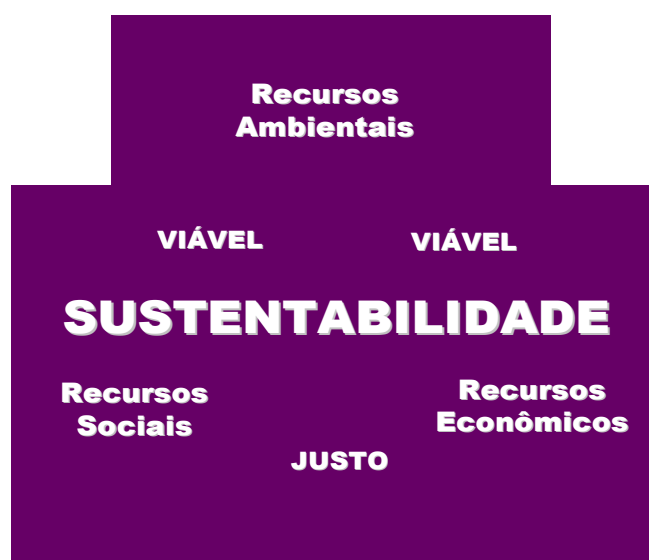 Recursos
Ambientais
VIÁVEL
VIÁVEL
SUSTENTABILIDADE
Recursos
Sociais
Recursos
Econômicos
JUSTO